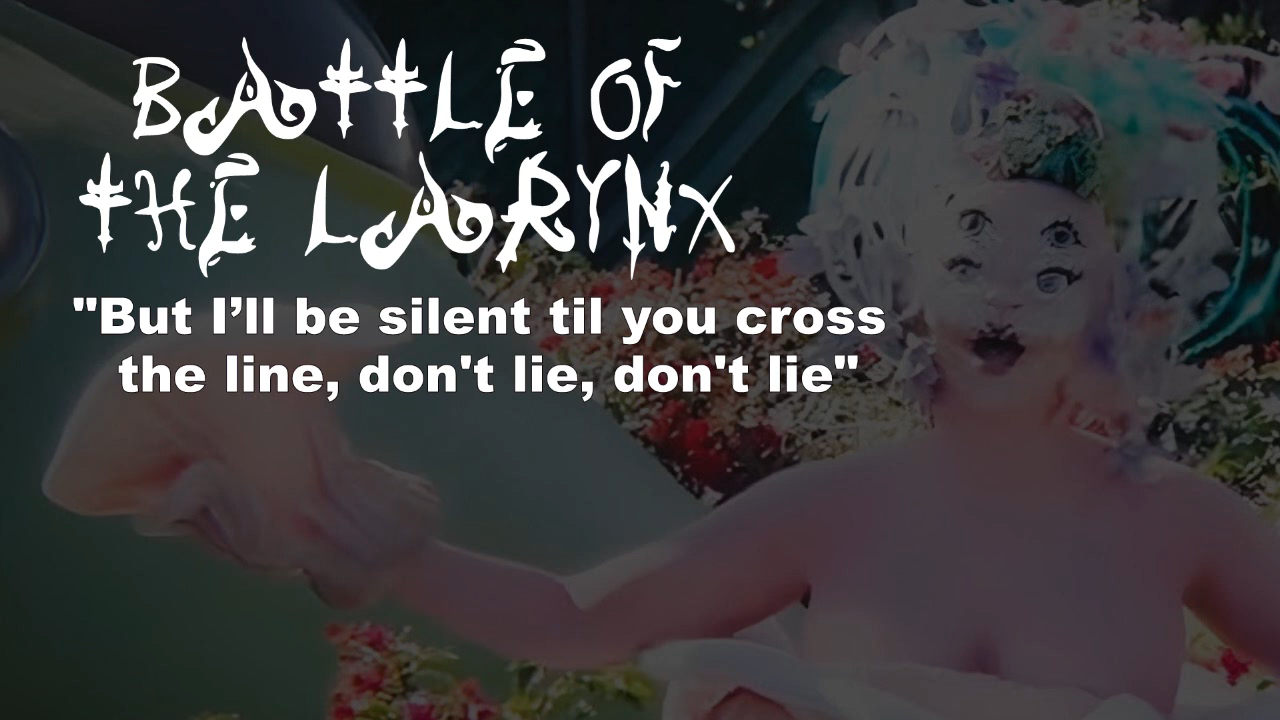 BATTLE OF
THE LARYNX
"But I’ll be silent til you cross
the line, don't lie, don't lie"